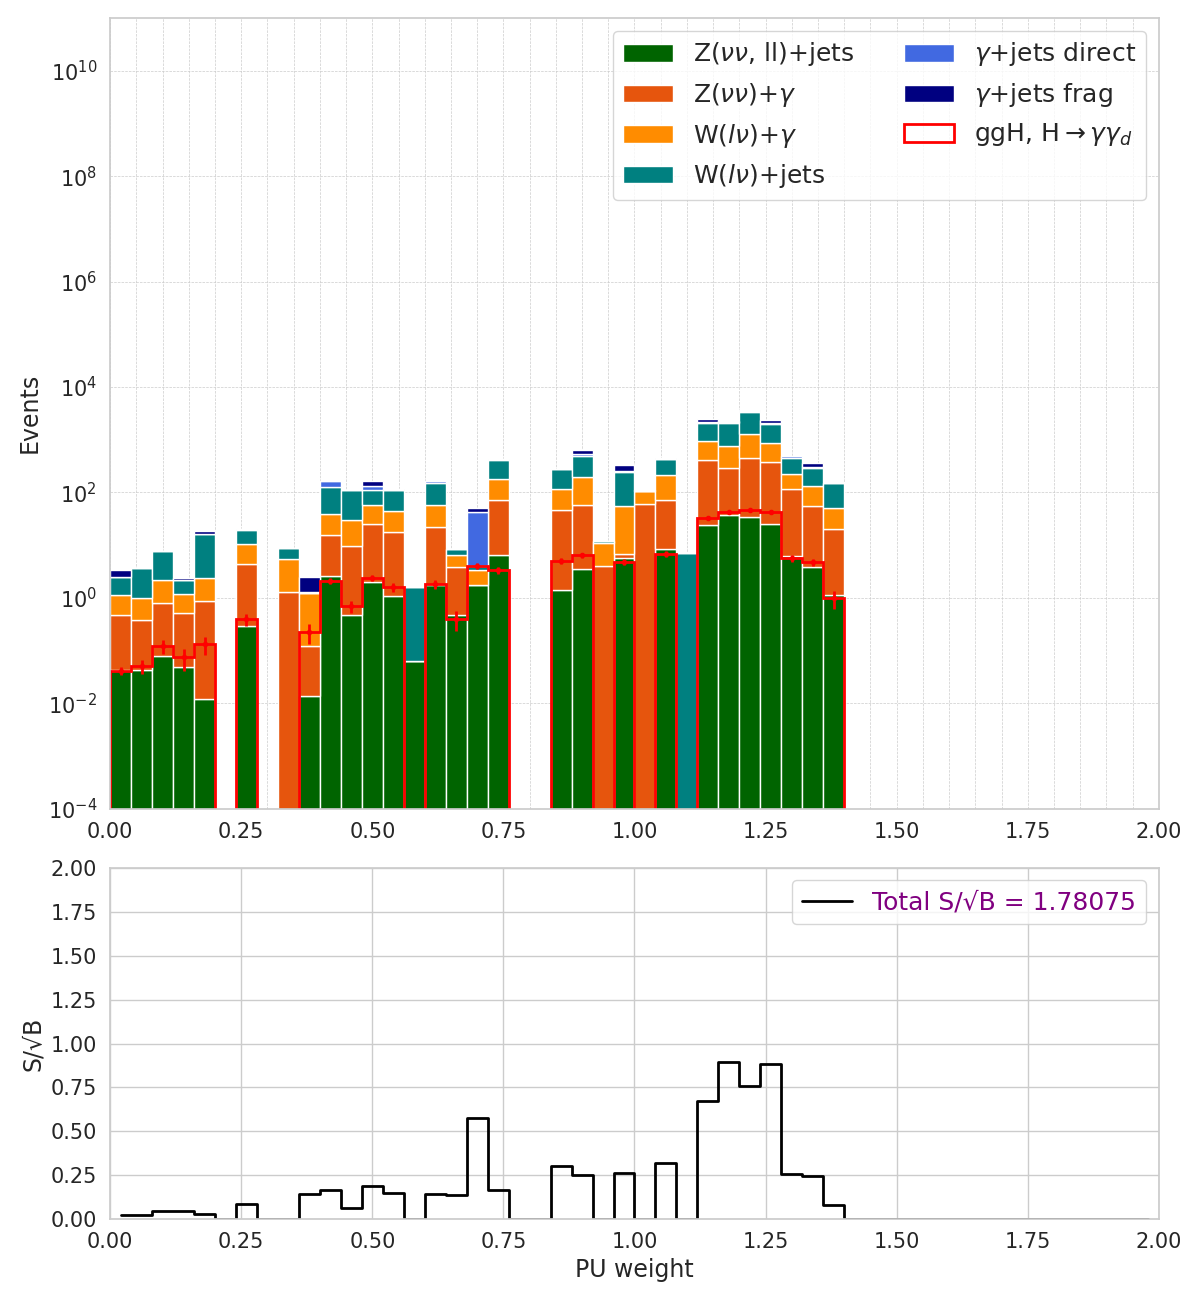 Z(νν, ll)+jets
Z(νν)+γ
W(lν)+γ
W(lν)+jets
γ+jets direct
γ+jets frag
ggH, H→γγ_d
Events
10^10
10^8
10^6
10^4
10^2
10^0
10^−2
10^−4
0.00 0.25 0.50 0.75 1.00 1.25 1.50 1.75 2.00
Total S/√B = 1.78075
S/√B
2.00
1.75
1.50
1.25
1.00
0.75
0.50
0.25
0.00
0.00 0.25 0.50 0.75 1.00 1.25 1.50 1.75 2.00
PU weight